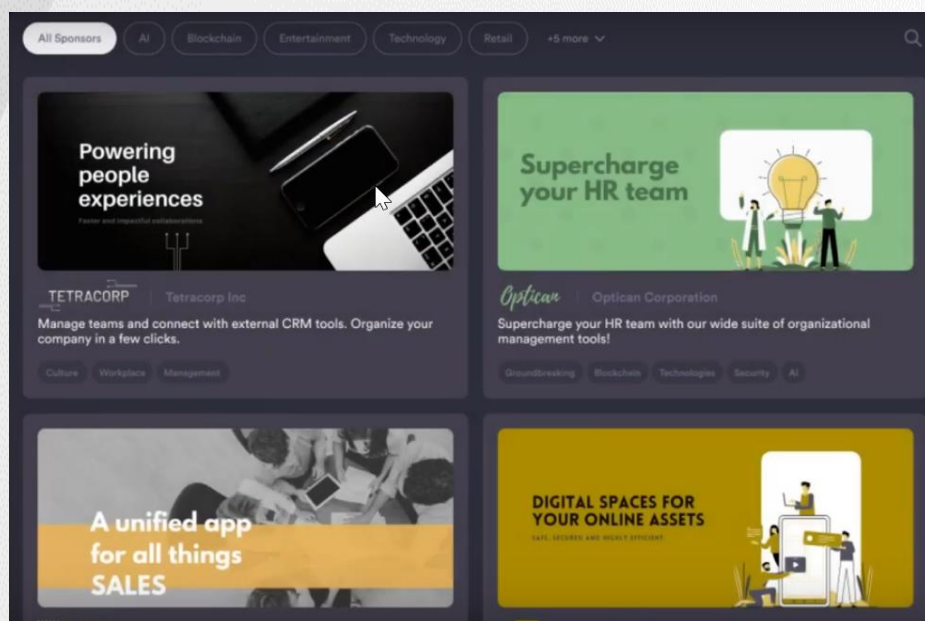 All Sponsors
AI
Blockchain
Entertainment
Technology
Retail
+5 more
Powering
people
experiences
Faster and impactful collaborations
TETRACORP
Tetracorp Inc
Manage teams and connect with external CRM tools. Organize your
company in a few clicks.
Culture
Workplace
Management
Supercharge
your HR team
Optican
Optican Corporation
Supercharge your HR team with our wide suite of organizational
management tools!
Groundbreaking
Blockchain
Technologies
Security
AI
A unified app
for all things
SALES
DIGITAL SPACES FOR
YOUR ONLINE ASSETS
SAFE, SECURED AND HIGHLY EFFICIENT.